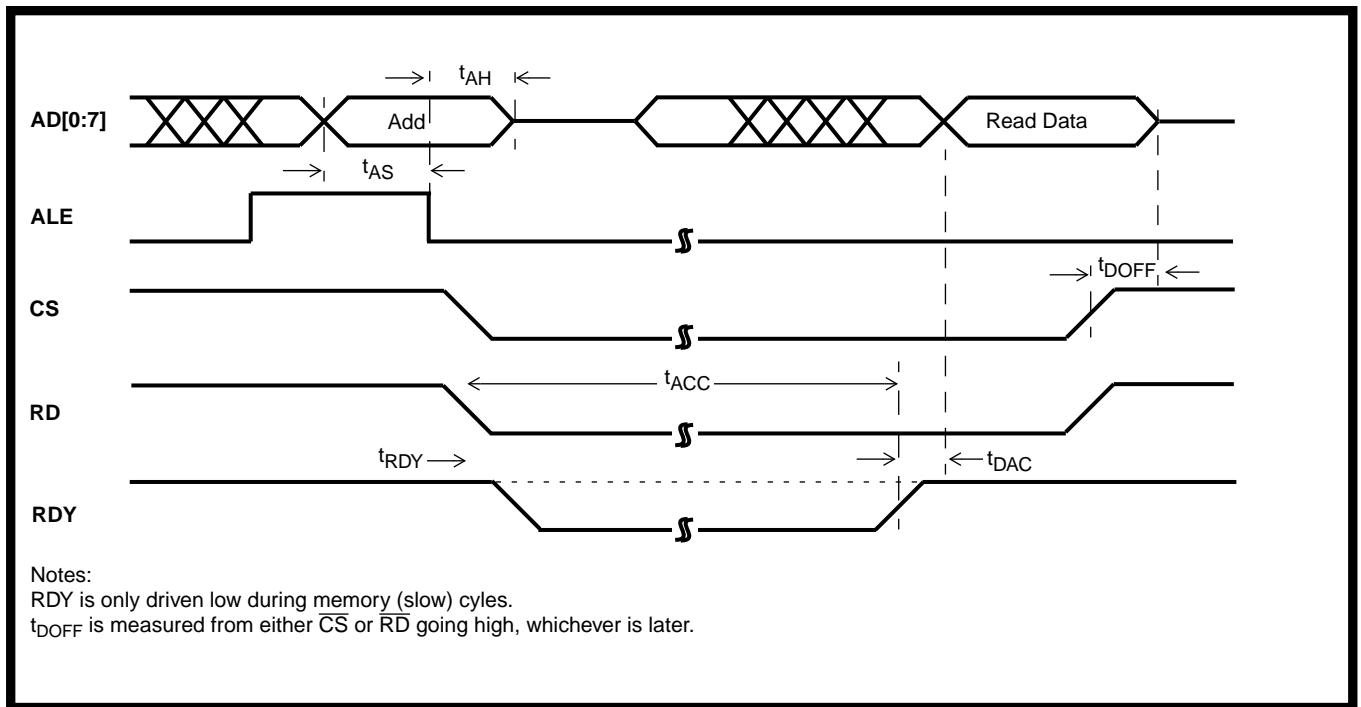 tAH
AD[0:7]
Add
Read Data
tAS
ALE
tDOFF
CS
tACC
RD
tRDY
tDAC
RDY
Notes:
RDY is only driven low during memory (slow) cyles.
tDOFF is measured from either CS or RD going high, whichever is later.